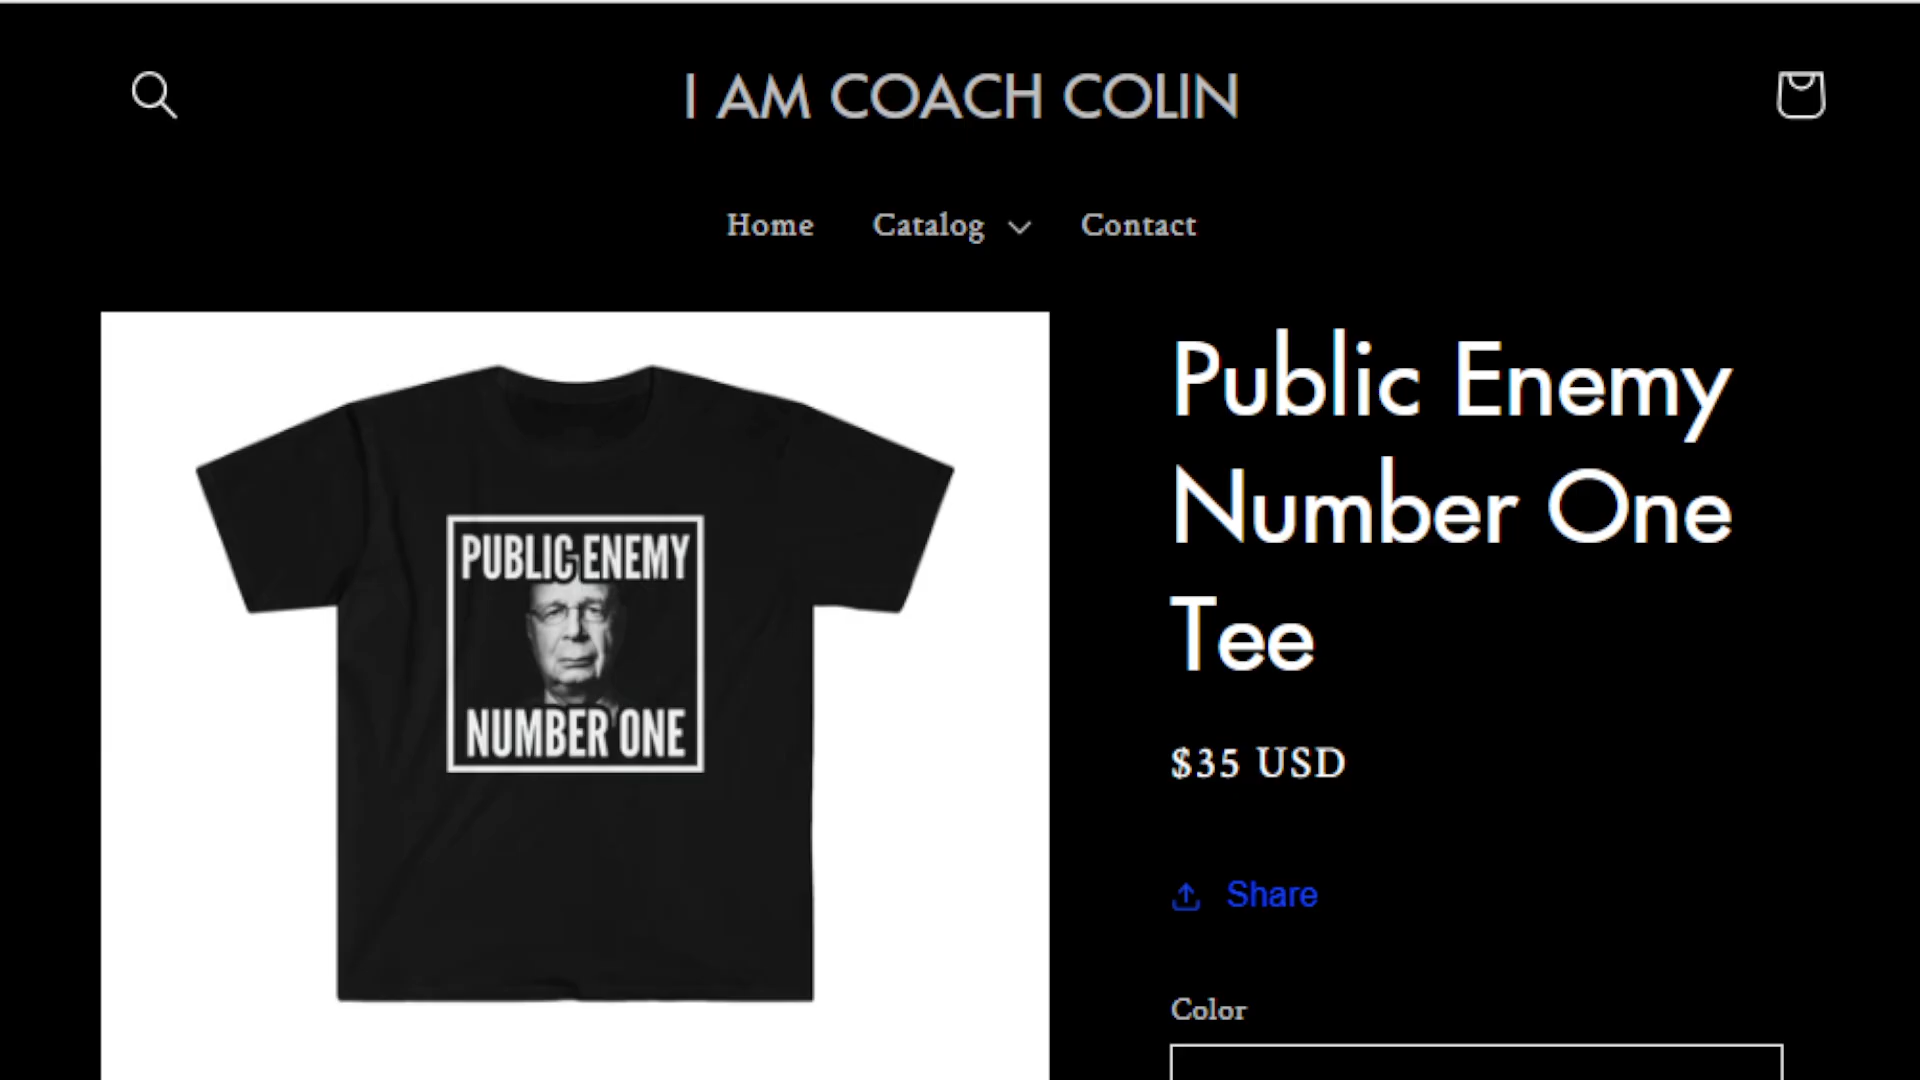 I AM COACH COLIN
Home Catalog Contact
PUBLIC ENEMY
NUMBER ONE
Public Enemy
Number One
Tee
$35 USD
Share
Color